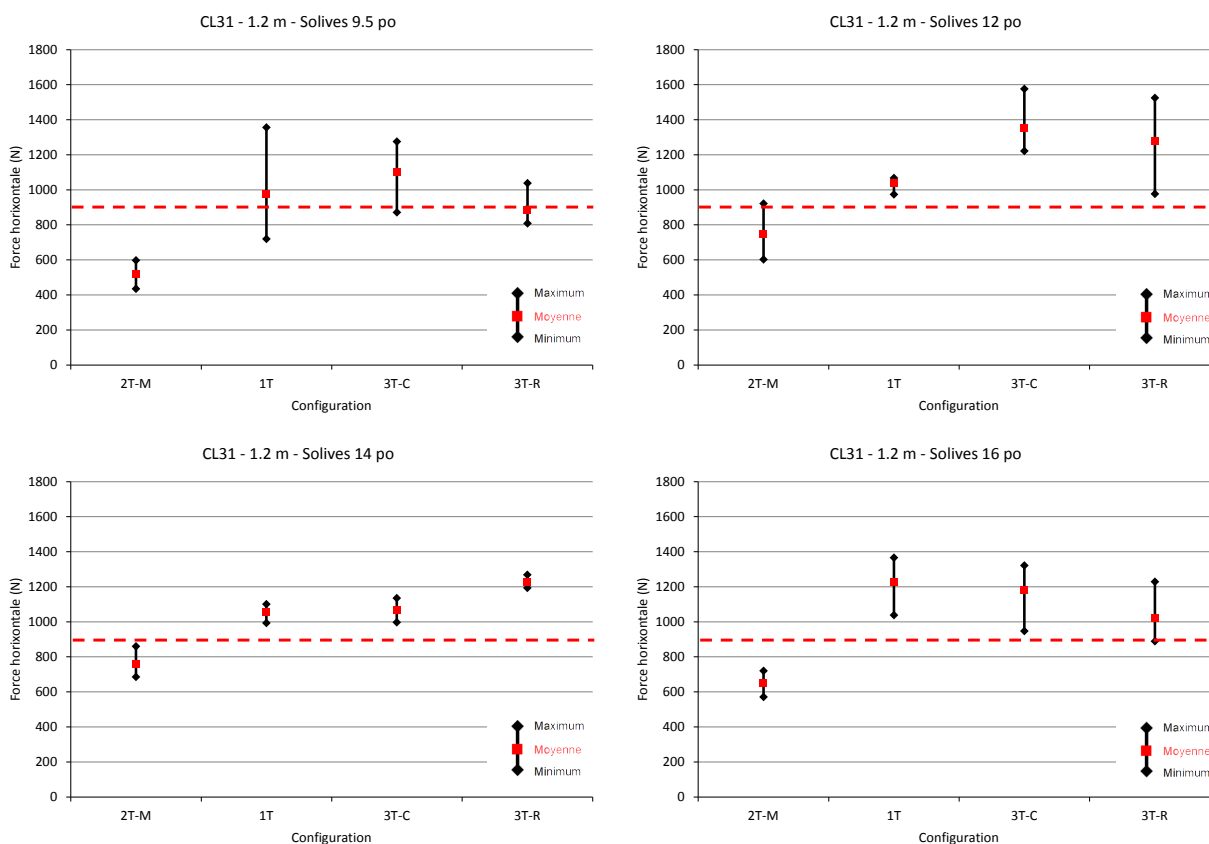 CL31 - 1.2 m - Solives 9.5 po
1800
1600
1400
1200
1000
800
600
400
200
0
Force horixontale (N)
Maximum
Moyenne
Minimum
2T-M 1T 3T-C 3T-R
Configuration
CL31 - 1.2 m - Solives 12 po
1800
1600
1400
1200
1000
800
600
400
200
0
Force horixontale (N)
Maximum
Moyenne
Minimum
2T-M 1T 3T-C 3T-R
Configuration
CL31 - 1.2 m - Solives 14 po
1800
1600
1400
1200
1000
800
600
400
200
0
Force horixontale (N)
Maximum
Moyenne
Minimum
2T-M 1T 3T-C 3T-R
Configuration
CL31 - 1.2 m - Solives 16 po
1800
1600
1400
1200
1000
800
600
400
200
0
Force horixontale (N)
Maximum
Moyenne
Minimum
2T-M 1T 3T-C 3T-R
Configuration